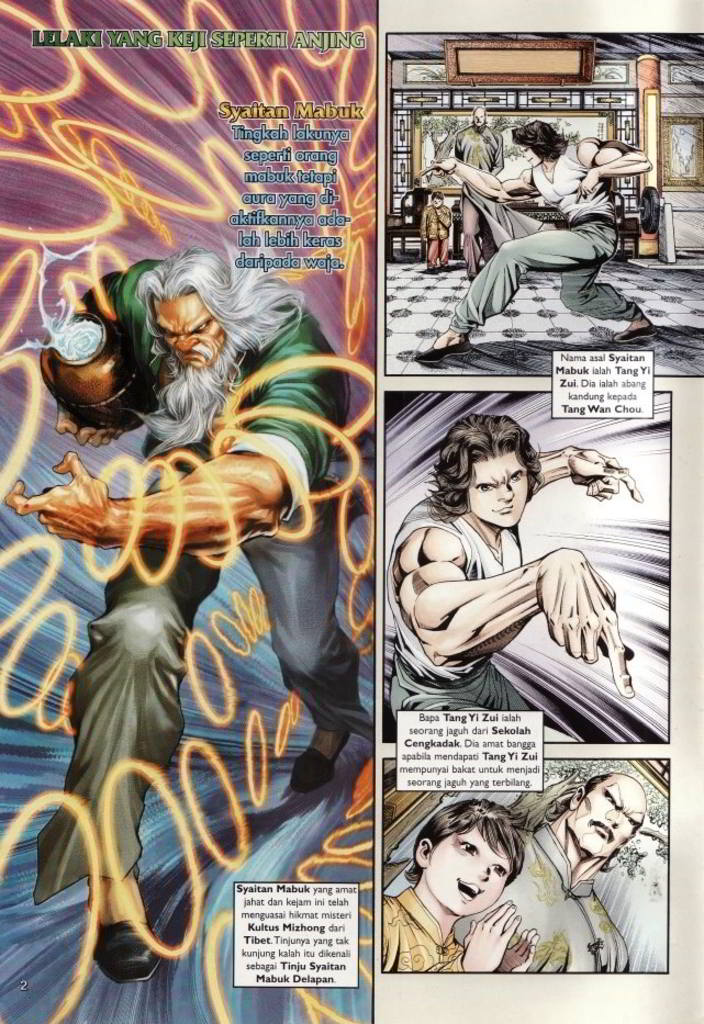 LELAKI YANG KEJI SEPERTI ANJING
Syaitan Mabuk
Tingkah lakunya
seperti orang
mabuk tetapi
aura yang di-
aktifkannya ada-
lah lebih keras
daripada waja.
Syaitan Mabuk yang amat
jahat dan kejam ini telah
menguasai hikmat misteri
Kultus Mizhong dari
Tibet. Tinjunya yang tak
kunjung kalah itu dikenali
sebagai Tinju Syaitan
Mabuk Delapan.
2
Nama asal Syaitan
Mabuk ialah Tang Yi
Zui. Dia ialah abang
kandung kepada
Tang Wan Chou.
Bapa Tang Yi Zui ialah
seorang jaguh dari Sekolah
Cengkadak. Dia amat bangga
apabila mendapati Tang Yi Zui
mempunyai bakat untuk menjadi
seorang jaguh yang terbilang.